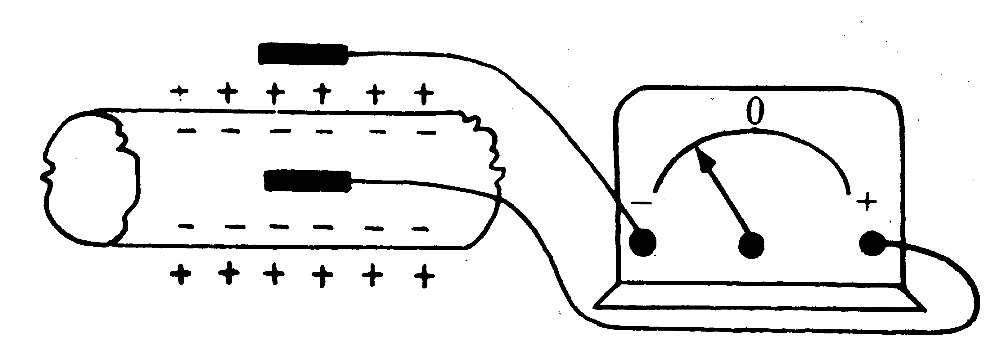 + + + + + +
− − − − − −
− − − − − −
+ + + + + +
0
− +